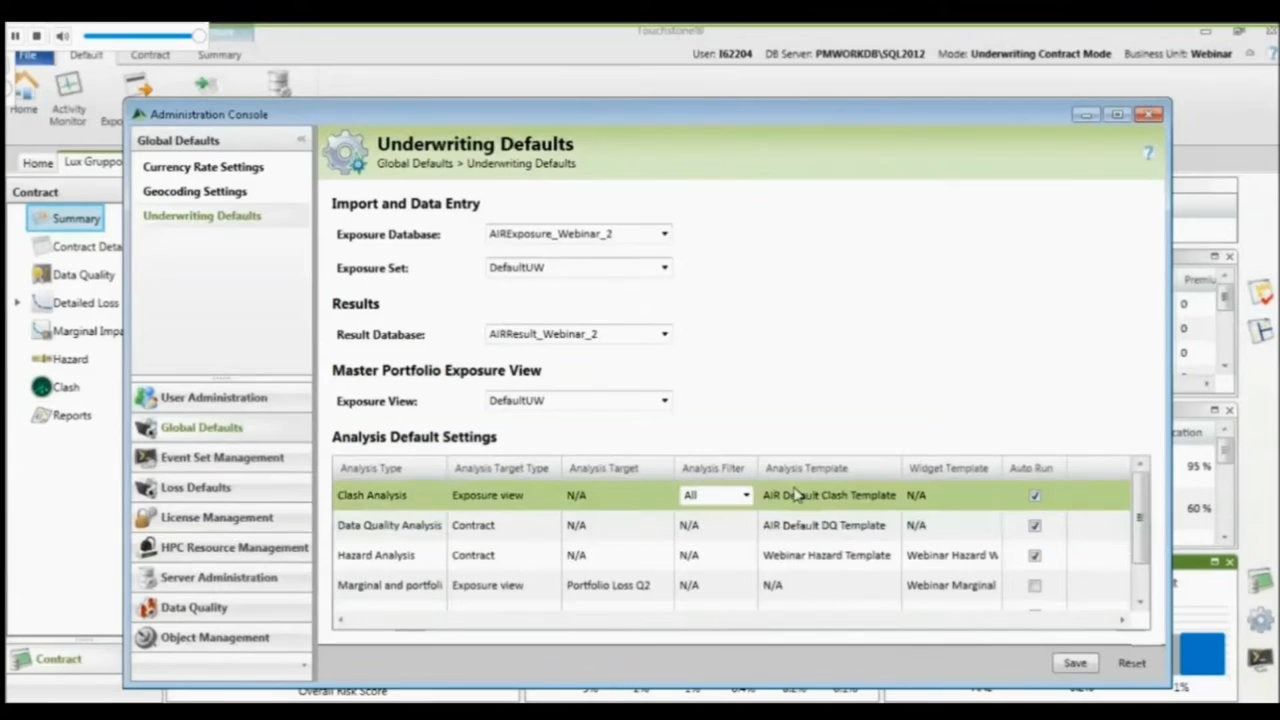 TouchstoneW
File Default Contract Summary
User: I62204 DB Server: PMWORKDB\SQL2012 Mode: Underwriting Contract Mode Business Unit: Webinar
Home Activity Monitor
Home Lux Gruppo
Contract
Summary
Contract Deta
Data Quality
Detailed Loss
Marginal Impa
Hazard
Clash
Reports
Contract
Administration Console
Global Defaults
Currency Rate Settings
Geocoding Settings
Underwriting Defaults
User Administration
Global Defaults
Event Set Management
Loss Defaults
License Management
HPC Resource Management
Server Administration
Data Quality
Object Management
Underwriting Defaults
Global Defaults > Underwriting Defaults
Import and Data Entry
Exposure Database: AIRExposure_Webinar_2
Exposure Set: DefaultUW
Results
Result Database: AIRResult_Webinar_2
Master Portfolio Exposure View
Exposure View: DefaultUW
Analysis Default Settings
Analysis Type Analysis Target Type Analysis Target Analysis Filter Analysis Template Widget Template Auto Run
Clash Analysis Exposure view N/A All AIR Default Clash Template N/A
Data Quality Analysis Contract N/A N/A AIR Default DQ Template N/A
Hazard Analysis Contract N/A N/A Webinar Hazard Template Webinar Hazard W
Marginal and portfoli Exposure view Portfolio Loss Q2 N/A N/A Webinar Marginal
Save Reset
Premiu
0
0
0
cation
95 %
60 %
Overall Risk Score